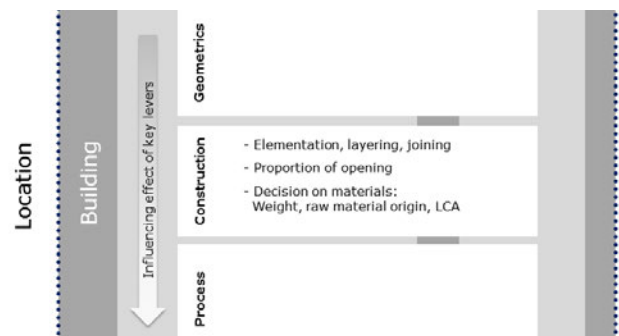 Location
Building
Influencing effect of key levers
Geometrics
Construction
- Elementation, layering, joining
- Proportion of opening
- Decision on materials:
Weight, raw material origin, LCA
Process